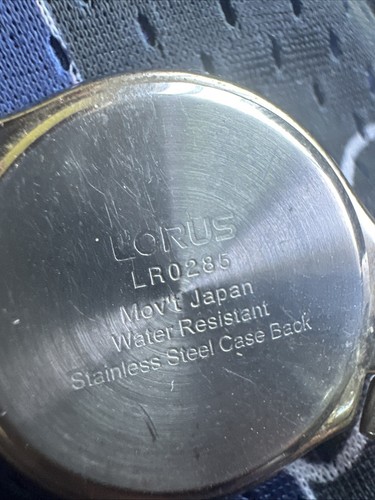 LORUS
LR0285
Mov't Japan
Water Resistant
Stainless Steel Case Back